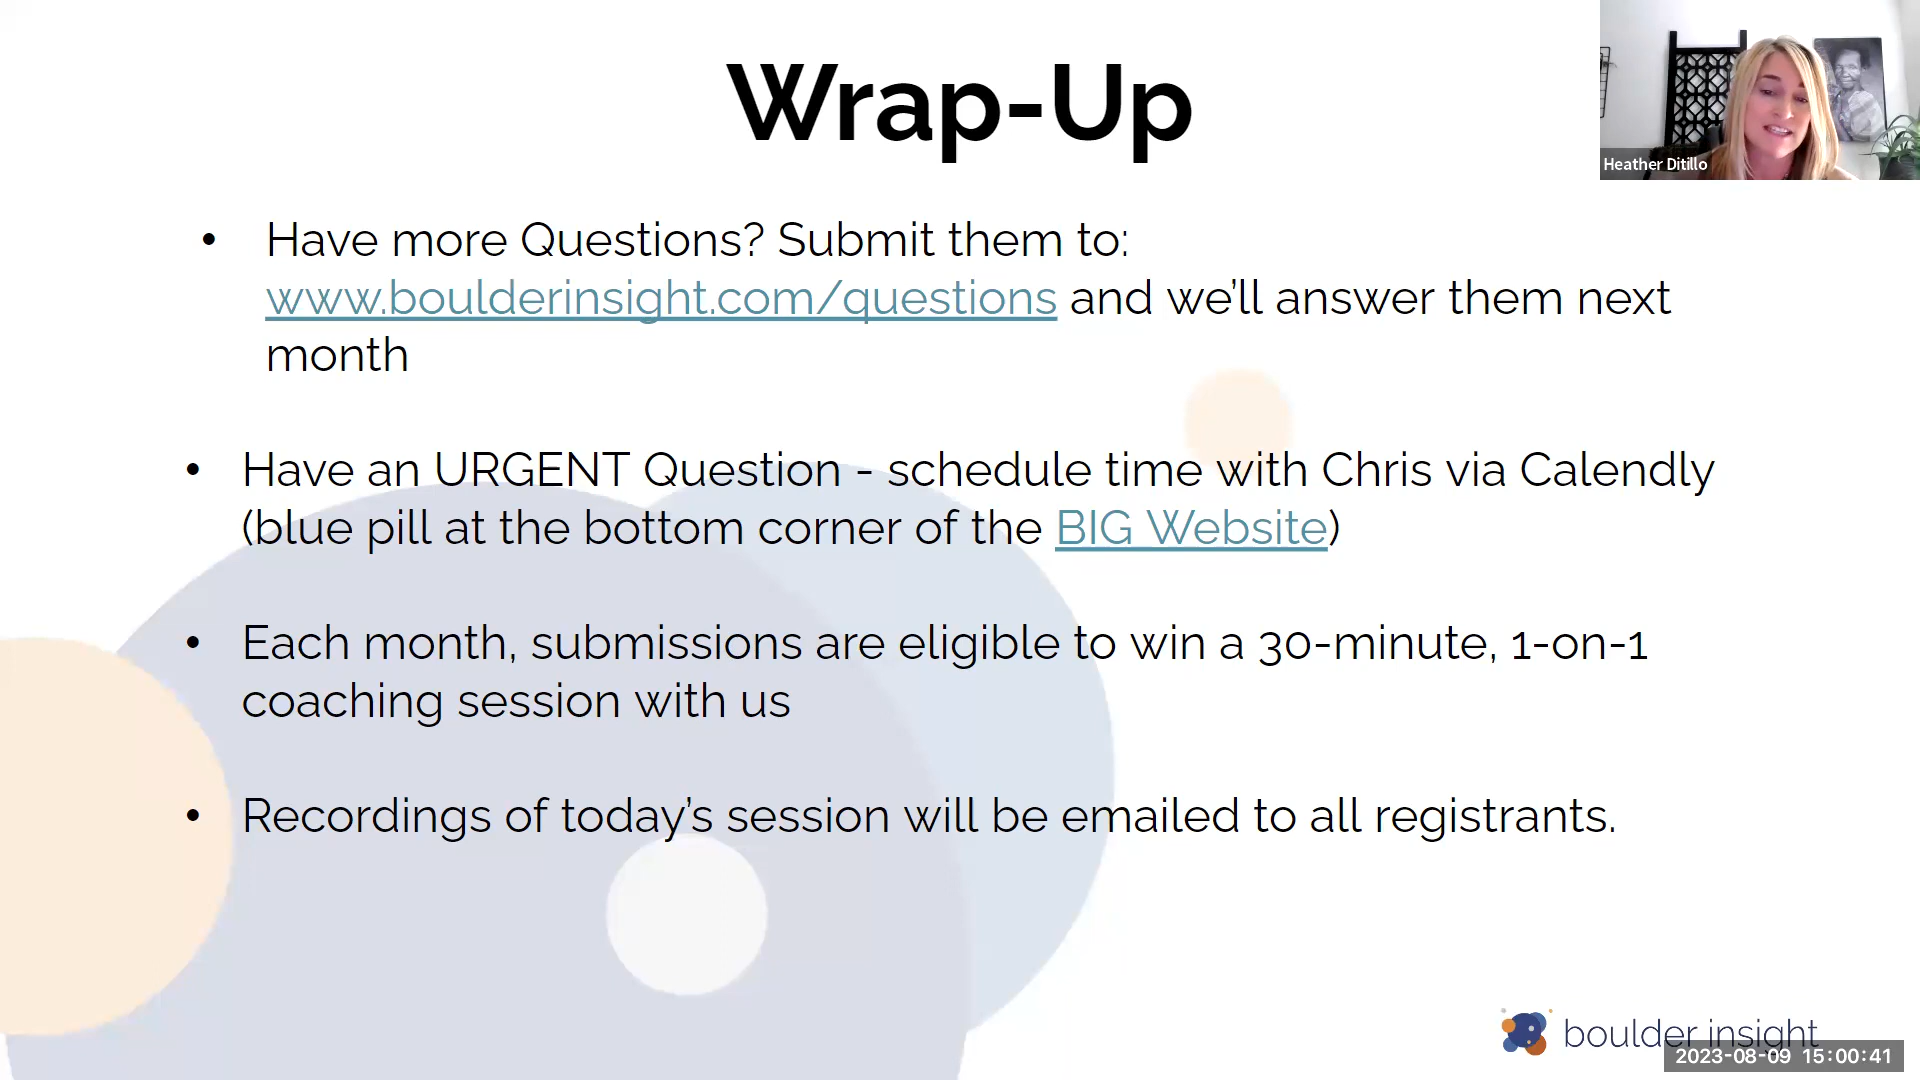 Wrap-Up
Heather Ditillo
• Have more Questions? Submit them to:
www.boulderinsight.com/questions and we’ll answer them next
month
• Have an URGENT Question - schedule time with Chris via Calendly
(blue pill at the bottom corner of the BIG Website)
• Each month, submissions are eligible to win a 30-minute, 1-on-1
coaching session with us
• Recordings of today’s session will be emailed to all registrants.
boulder insight
2023-08-09 15:00:41